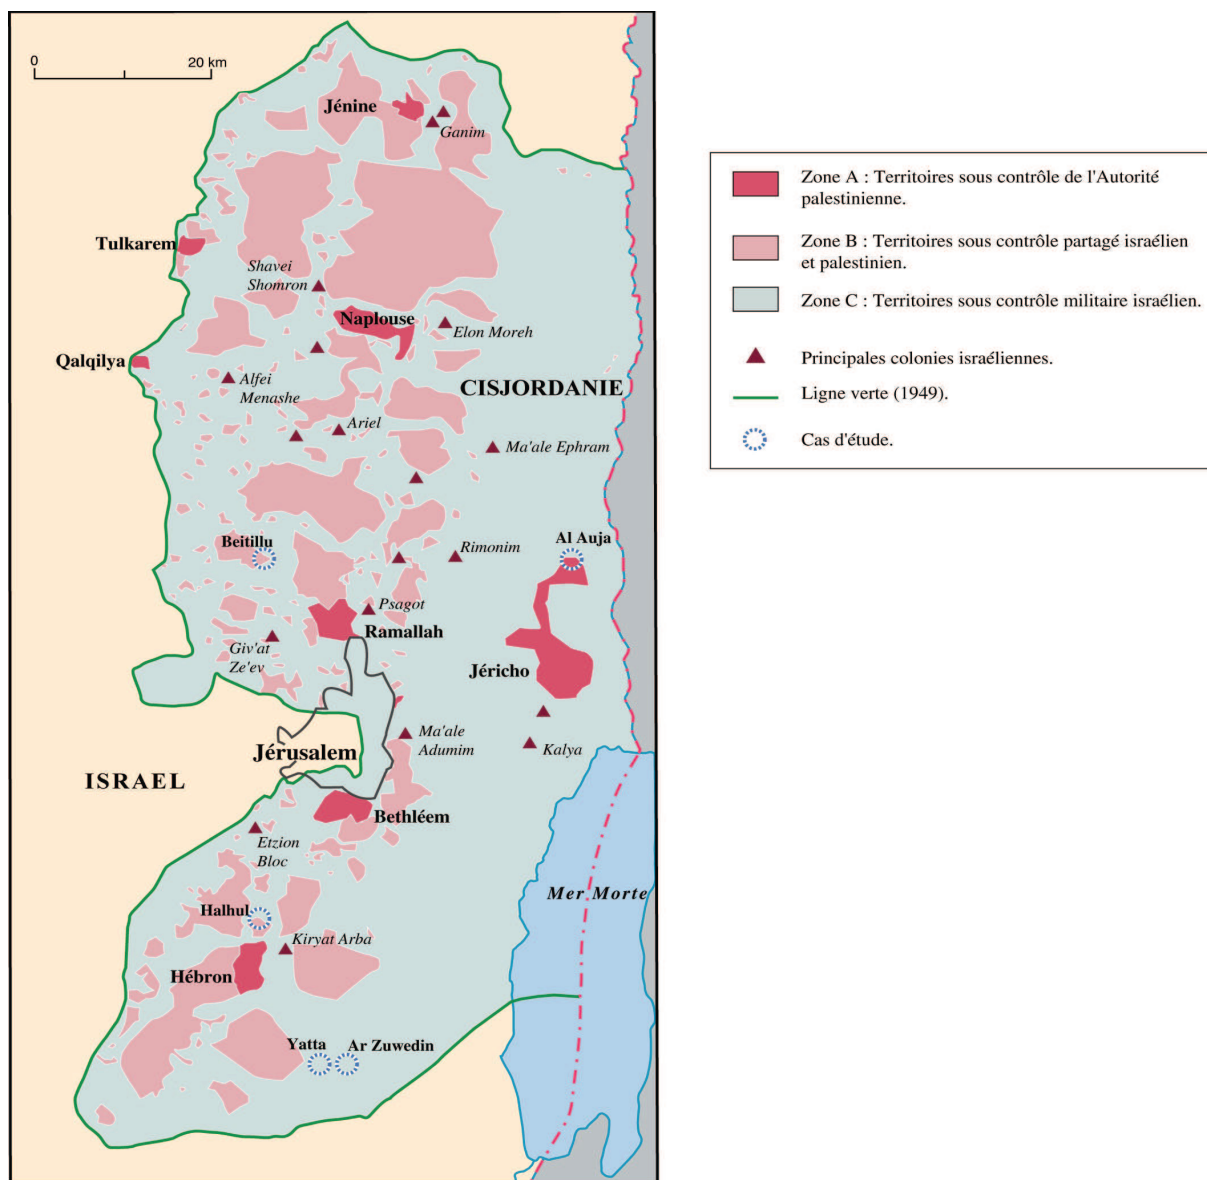 0
20 km
Jénine
Ganim
Tulkarem
Shavei
Shomron
Naplouse
Elon Moreh
Qalqilya
Alfei
Menashe
CISJORDANIE
Ariel
Ma'ale Ephram
Beitillu
Rimonim
Al Auja
Psagot
Ramallah
Giv'at
Ze'ev
Jéricho
Ma'ale
Adumim
Kalya
Jérusalem
ISRAEL
Bethléem
Etzion
Bloc
Mer Morte
Halhul
Kiryat Arba
Hébron
Yatta
Ar Zuwedin
Zone A : Territoires sous contrôle de l'Autorité
palestinienne.
Zone B : Territoires sous contrôle partagé israélien
et palestinien.
Zone C : Territoires sous contrôle militaire israélien.
Principales colonies israéliennes.
Ligne verte (1949).
Cas d'étude.